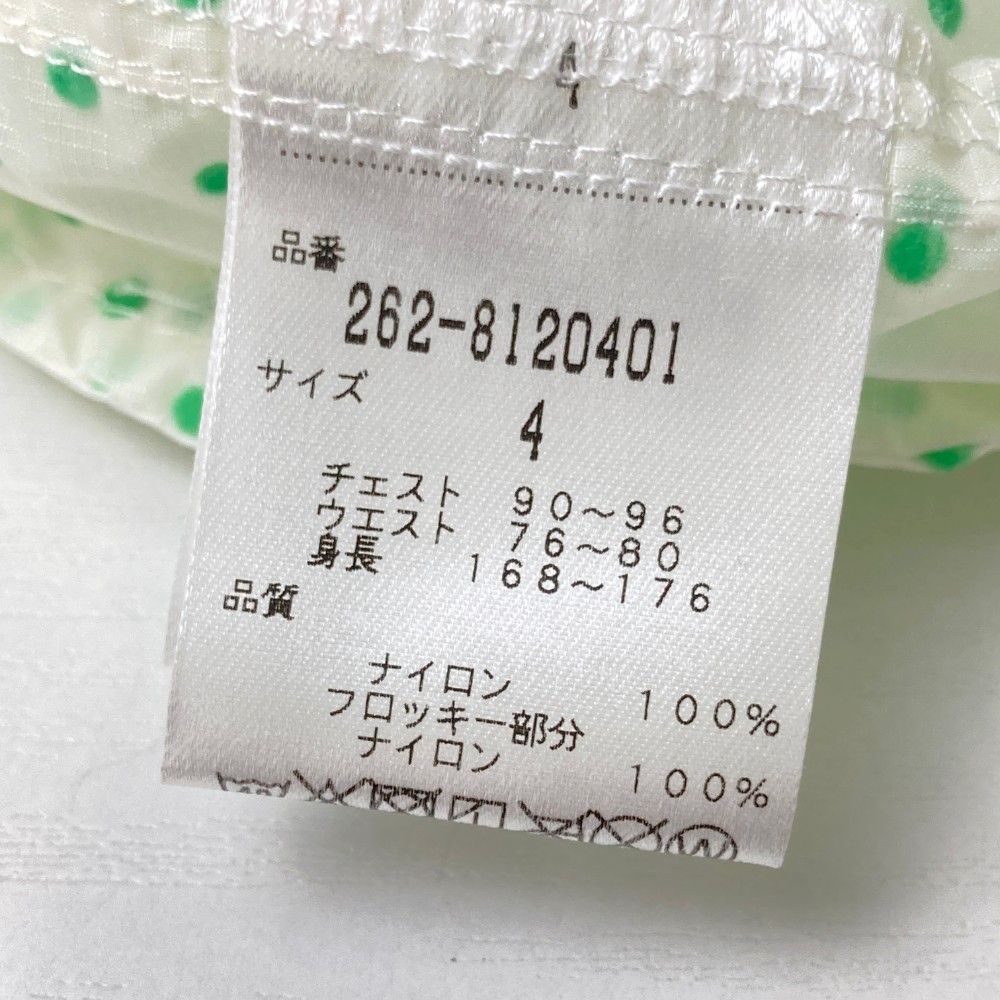 4
品番
262-8120401
サイズ
4
チェスト 90～96
ウエスト 76～80
身長 168～176
品質
ナイロン 100%
フロッキー部分
ナイロン 100%